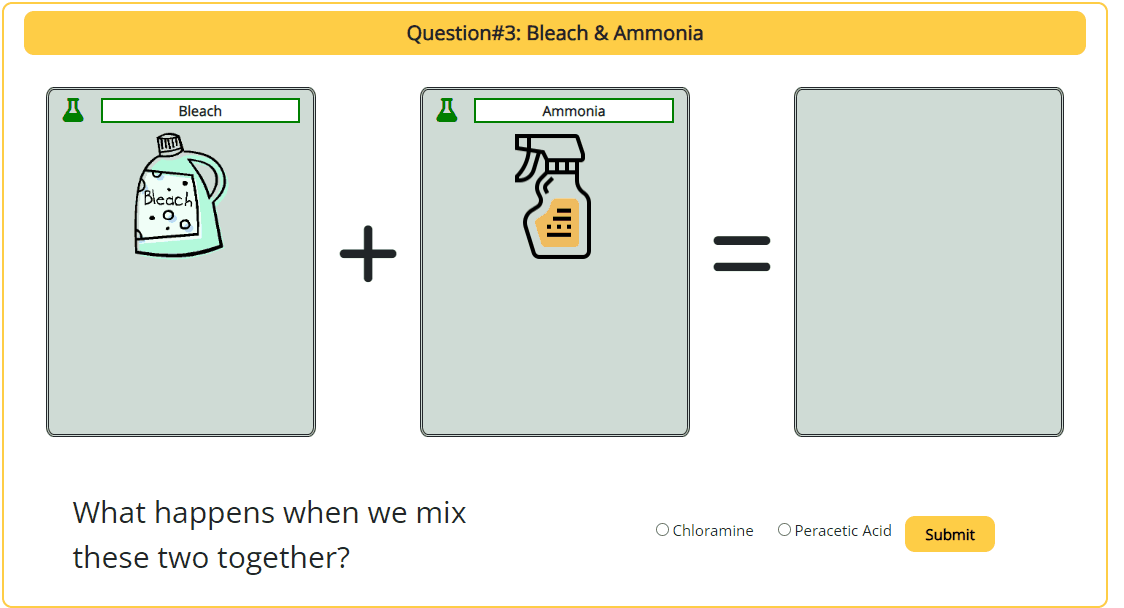 Question#3: Bleach & Ammonia
Bleach
Ammonia
Bleach
What happens when we mix
these two together?
Chloramine
Peracetic Acid
Submit